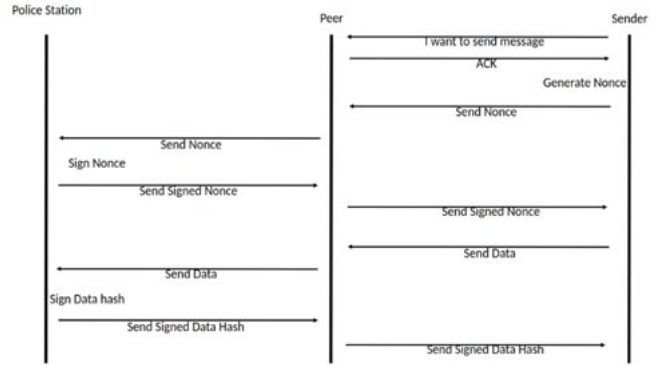 Police Station
Peer
Sender
I want to send message
ACK
Generate Nonce
Send Nonce
Send Nonce
Sign Nonce
Send Signed Nonce
Send Signed Nonce
Send Data
Send Data
Sign Data hash
Send Signed Data Hash
Send Signed Data Hash